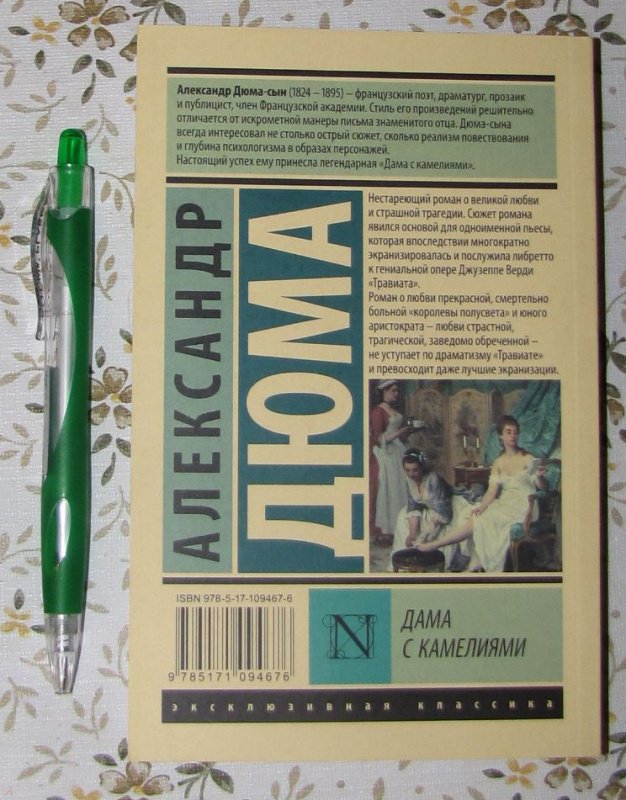 Александр Дюма-сын (1824 – 1895) – французский поэт, драматург, прозаик
и публицист, член Французской академии. Стиль его произведений решительно
отличается от искрометной манеры письма знаменитого отца. Дюма-сына
всегда интересовал не столько острый сюжет, сколько реализм повествования
и глубина психологизма в образах персонажей.
Настоящий успех ему принесла легендарная «Дама с камелиями».
АЛЕКСАНДР
ДЮМА
Нестареющий роман о великой любви
и страшной трагедии. Сюжет романа
явился основой для одноименной пьесы,
которая впоследствии многократно
экранизировалась и послужила либретто
к гениальной опере Джузеппе Верди
«Травиата».
Роман о любви прекрасной, смертельно
больной «королевы полусвета» и юного
аристократа – любви страстной,
трагической, заведомо обреченной –
не уступает по драматизму «Травиате»
и превосходит даже лучшие экранизации.
ISBN 978-5-17-109467-6
9 785171 094676
N
ДАМА
С КАМЕЛИЯМИ
эксклюзивная классика